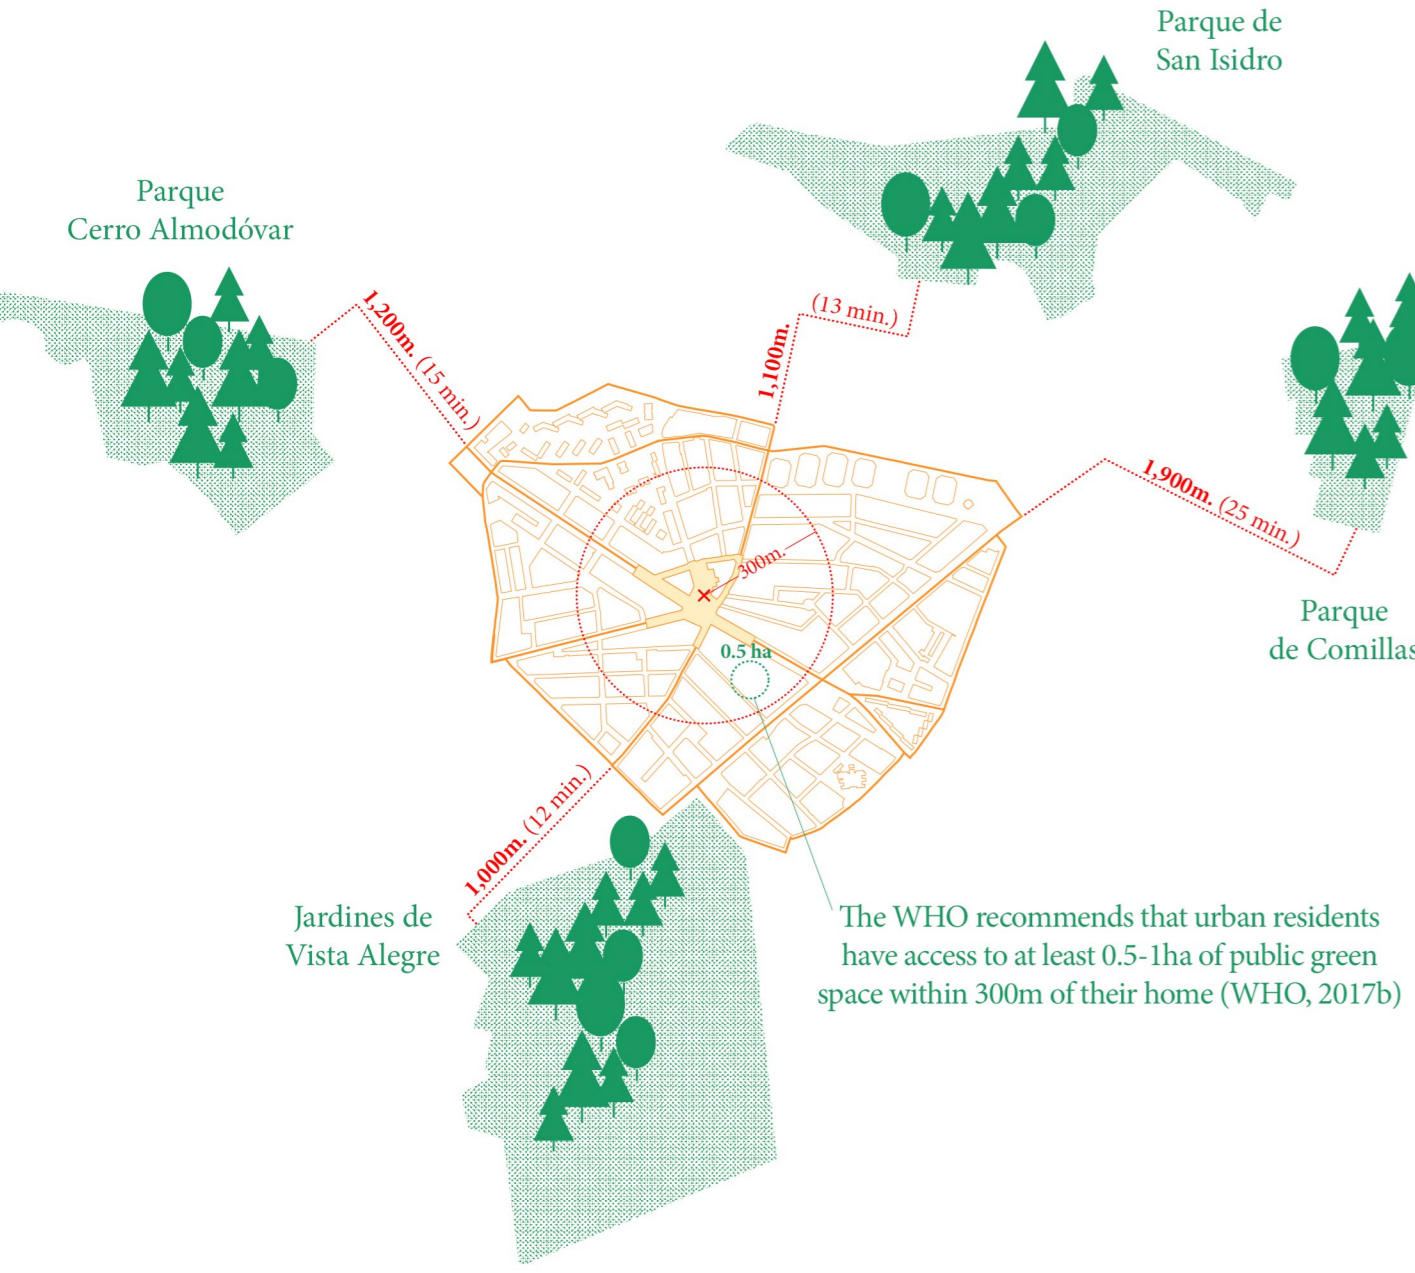 Parque de
San Isidro
Parque
Cerro Almodóvar
1,200m. (15 min.)
(13 min.)
1,100m.
1,900m. (25 min.)
300m.
Parque
de Comillas
0.5 ha
1,000m. (12 min.)
Jardines de
Vista Alegre
The WHO recommends that urban residents
have access to at least 0.5-1ha of public green
space within 300m of their home (WHO, 2017b)